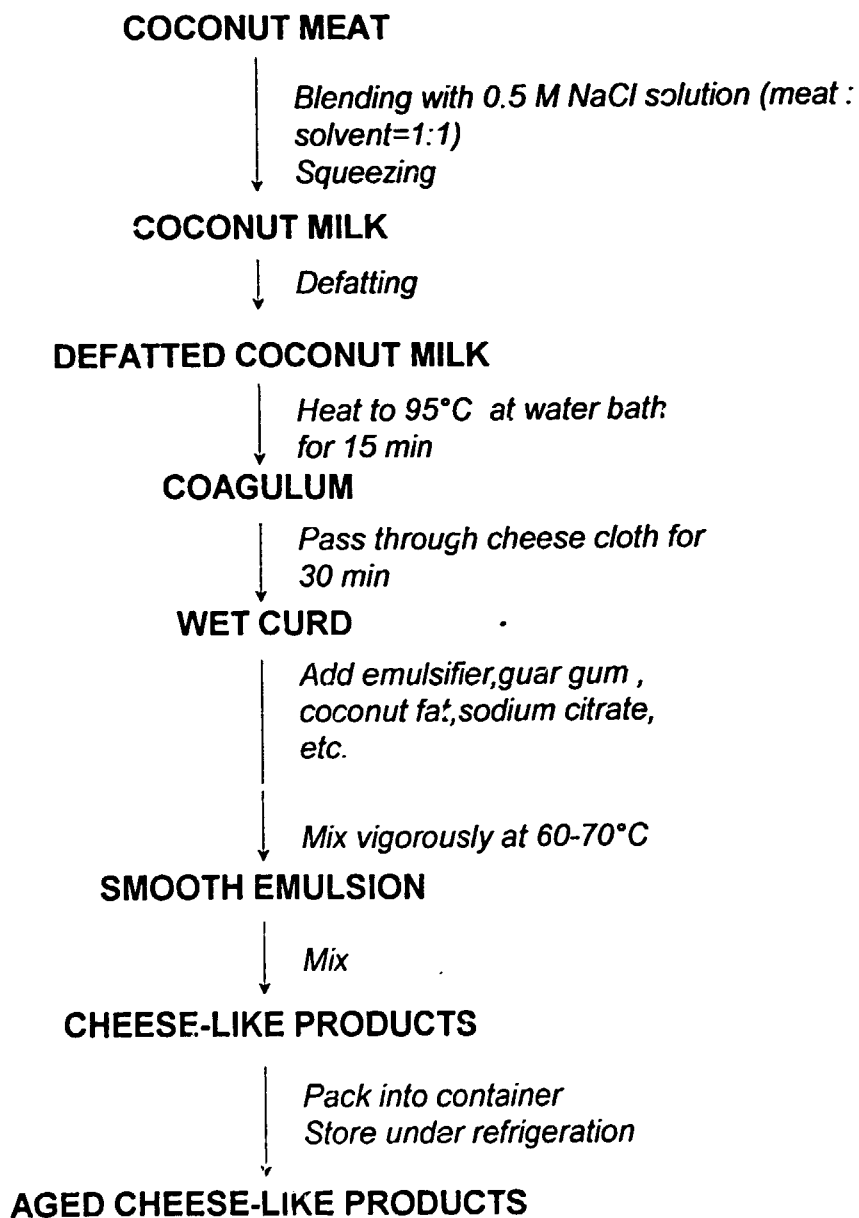 COCONUT MEAT
Blending with 0.5 M NaCl solution (meat :
solvent=1:1)
Squeezing
COCONUT MILK
Defatting
DEFATTED COCONUT MILK
Heat to 95°C at water bath
for 15 min
COAGULUM
Pass through cheese cloth for
30 min
WET CURD
Add emulsifier,guar gum ,
coconut fat,sodium citrate,
etc.
Mix vigorously at 60-70°C
SMOOTH EMULSION
Mix
CHEESE-LIKE PRODUCTS
Pack into container
Store under refrigeration
AGED CHEESE-LIKE PRODUCTS